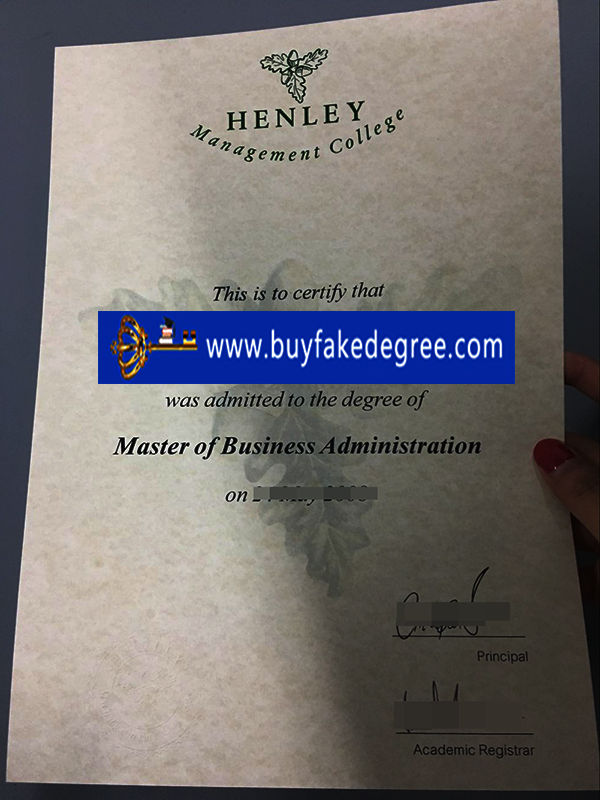 HENLEY
Management College
This is to certify that
www.buyfakedegree.com
was admitted to the degree of
Master of Business Administration
on
Principal
Academic Registrar